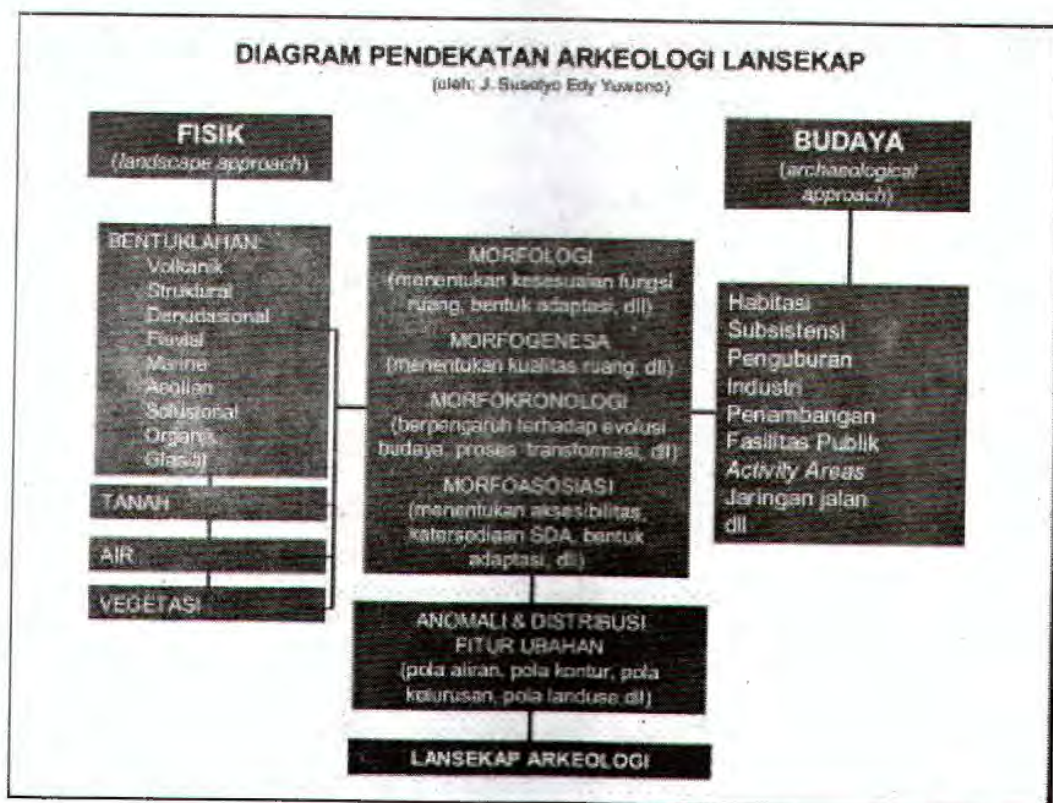 DIAGRAM PENDEKATAN ARKEOLOGI LANSEKAP
(oleh: J. Susetyo Edy Yuwono)
FISIK
(landscape approach)
BENTUKLAHAN:
Volkanik
Struktural
Denudasional
Fluvial
Marine
Aeolian
Solusional
Organik
Glasial
TANAH
AIR
VEGETASI
MORFOLOGI
(menentukan kesesuaian fungsi
ruang, bentuk adaptasi, dll)
MORFOGENESA
(menentukan kualitas ruang, dll)
MORFOKRONOLOGI
(berpengaruh terhadap evolusi
budaya, proses transformasi, dll)
MORFOASOSIASI
(menentukan aksesibilitas,
katersediaan SDA, bentuk
adaptasi, dll)
ANOMALI & DISTRIBUSI
FITUR UBAHAN
(pola aliran, pola kontur, pola
kelurusan, pola landuse,dll)
LANSEKAP ARKEOLOGI
BUDAYA
(archaeological
approach)
Habitasi
Subsistensi
Penguburan
Industri
Penambangan
Fasilitas Publik
Activity Areas
Jaringan jalan
dll